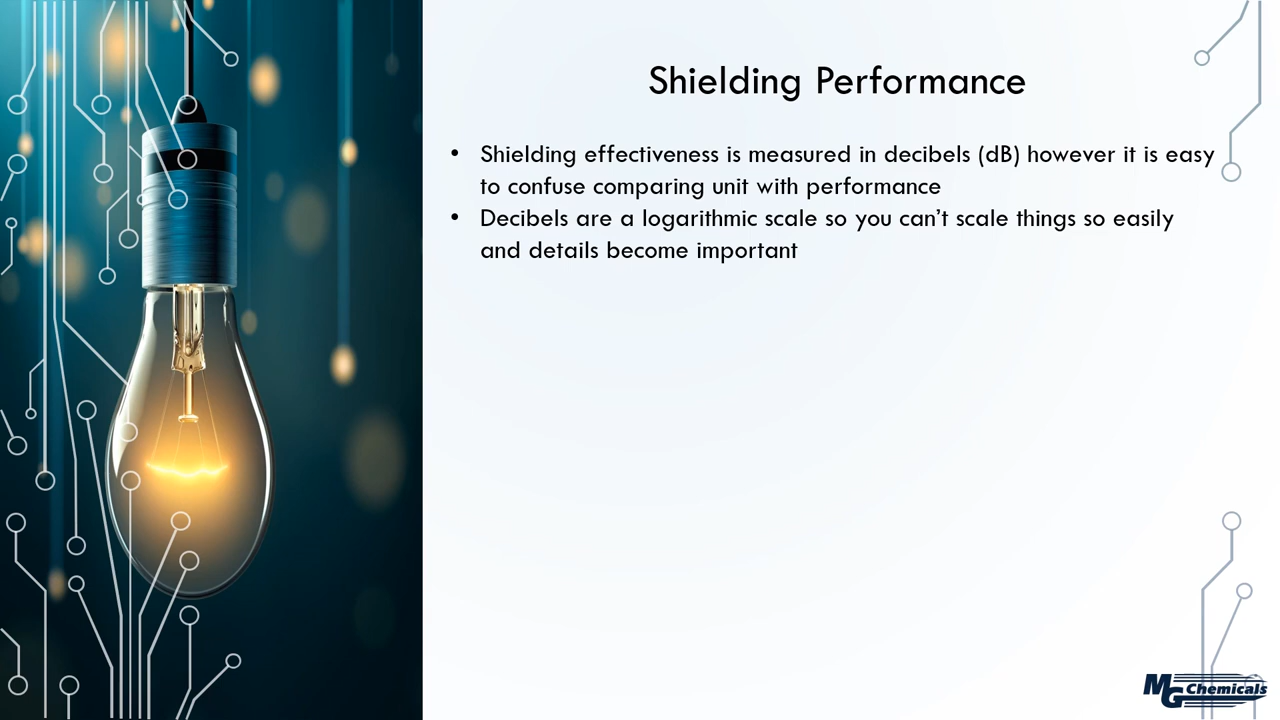 Shielding Performance
• Shielding effectiveness is measured in decibels (dB) however it is easy
to confuse comparing unit with performance
• Decibels are a logarithmic scale so you can’t scale things so easily
and details become important
MG Chemicals